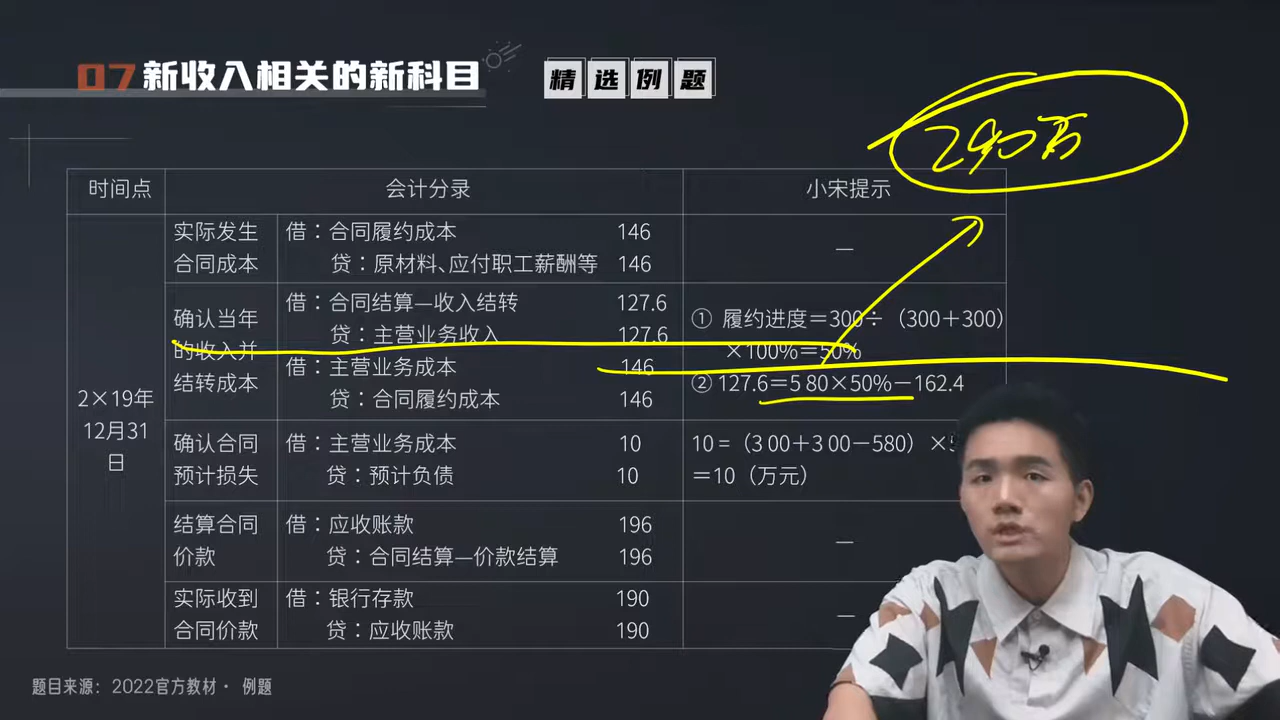 07新收入相关的新科目
精选例题
290万
时间点 会计分录 小宋提示
2×19年
12月31
日
实际发生
合同成本
借：合同履约成本 146
贷：原材料、应付职工薪酬等 146
—
确认当年
的收入并
结转成本
借：合同结算—收入结转 127.6
贷：主营业务收入 127.6
借：主营业务成本 146
贷：合同履约成本 146
① 履约进度＝300÷（300＋300）
×100%＝50%
② 127.6＝580×50%－162.4
确认合同
预计损失
借：主营业务成本 10
贷：预计负债 10
10 =（300＋300－580）×
＝10（万元）
结算合同
价款
借：应收账款 196
贷：合同结算—价款结算 196
—
实际收到
合同价款
借：银行存款 190
贷：应收账款 190
—
题目来源：2022官方教材· 例题